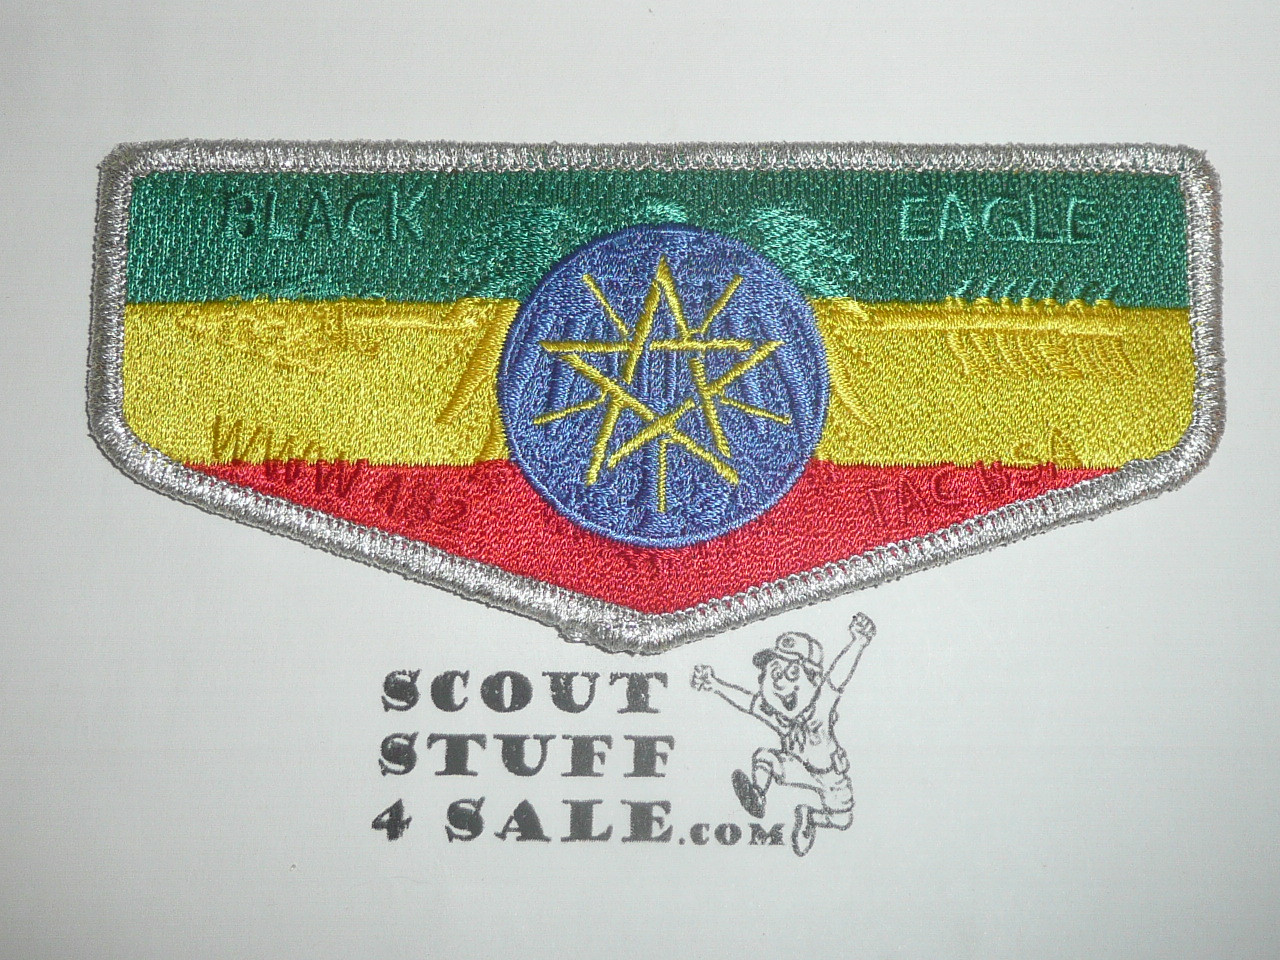 BLACK EAGLE
WWW 482 TAC BSA
SCOUT
STUFF
4 SALE.COM